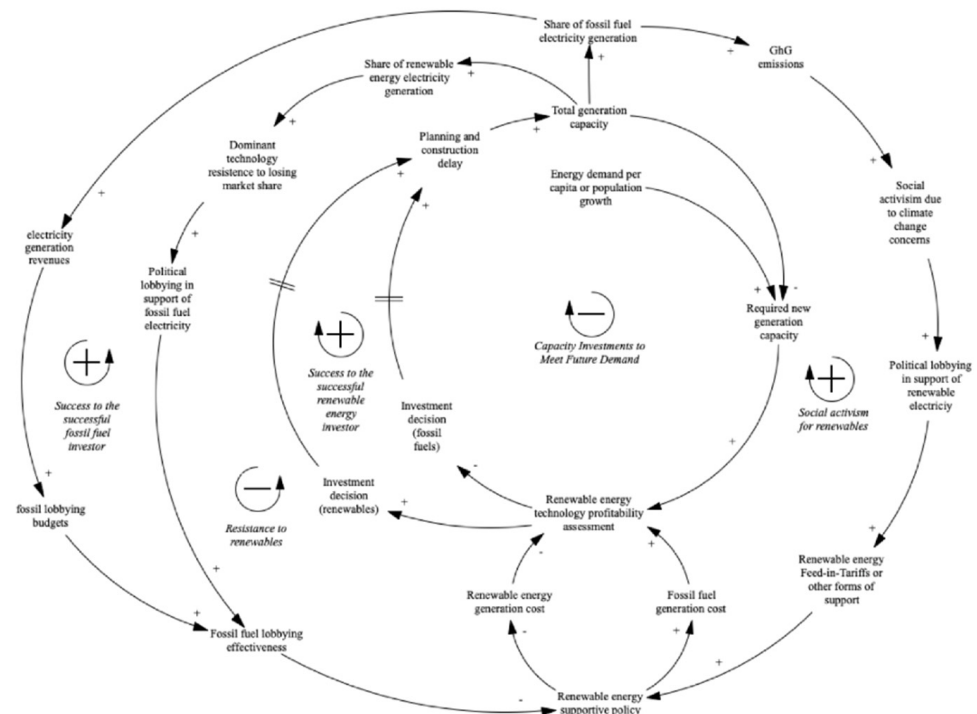 Share of fossil fuel
electricity generation
GhG
emissions
Share of renewable
energy electricity
generation
Total generation
capacity
Planning and
construction
delay
Dominant
technology
resistence to losing
market share
Energy demand per
capita or population
growth
Social
activisim due
to climate
change
concerns
electricity
generation
revenues
Political
lobbying in
support of
fossil fuel
electricity
Required new
generation
capacity
Capacity Investments to
Meet Future Demand
Political lobbying
in support of
renewable
electriciy
Success to the
successful
renewable
energy
investor
Success to the
successful
fossil fuel
investor
Social activism
for renewables
Investment
decision
(fossil
fuels)
Investment
decision
(renewables)
Renewable energy
technology profitability
assessment
fossil lobbying
budgets
Resistance to
renewables
Renewable energy
Feed-in-Tariffs or
other forms of
support
Renewable energy
generation cost
Fossil fuel
generation cost
Fossil fuel lobbying
effectiveness
Renewable energy
supportive policy